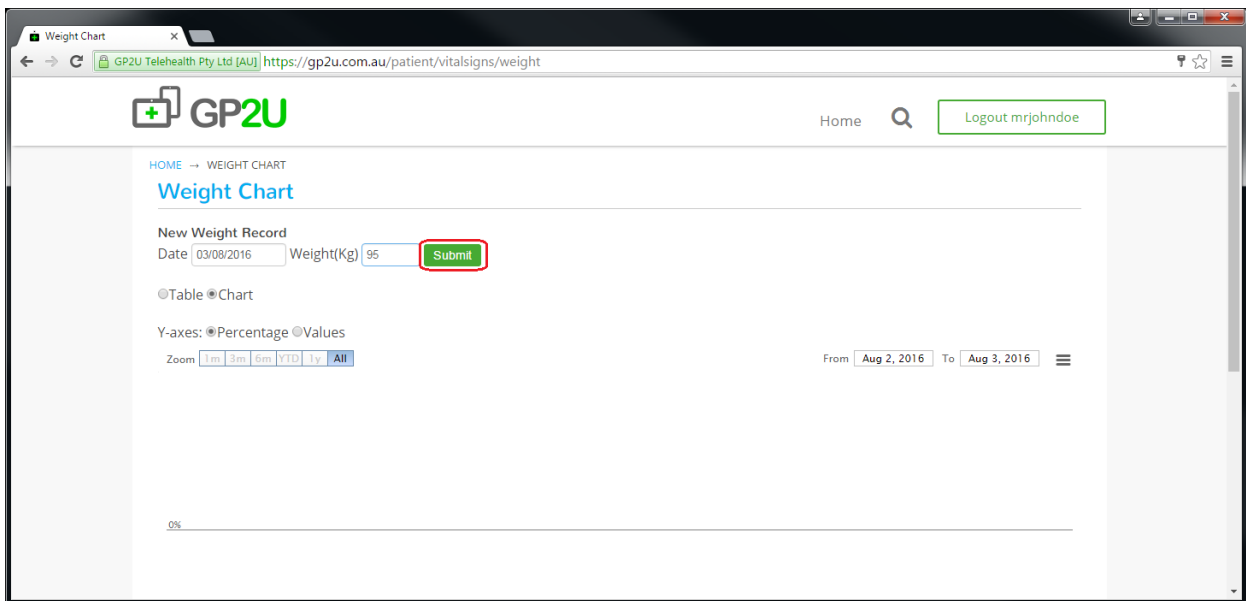 Weight Chart
GP2U Telehealth Pty Ltd [AU] https://gp2u.com.au/patient/vitalsigns/weight
GP2U
Home
Logout mrjohndoe
HOME → WEIGHT CHART
Weight Chart
New Weight Record
Date 03/08/2016 Weight(Kg) 95 Submit
Table Chart
Y-axes: Percentage Values
Zoom 1m 3m 6m YTD 1y All From Aug 2, 2016 To Aug 3, 2016
0%